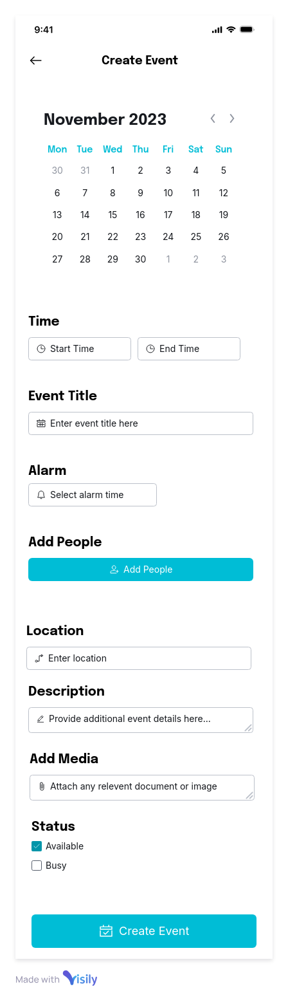 9:41
Create Event
November 2023
Mon Tue Wed Thu Fri Sat Sun
30 31 1 2 3 4 5
6 7 8 9 10 11 12
13 14 15 16 17 18 19
20 21 22 23 24 25 26
27 28 29 30 1 2 3
Time
Start Time End Time
Event Title
Enter event title here
Alarm
Select alarm time
Add People
Add People
Location
Enter location
Description
Provide additional event details here...
Add Media
Attach any relevent document or image
Status
Available
Busy
Create Event
Made with Visily